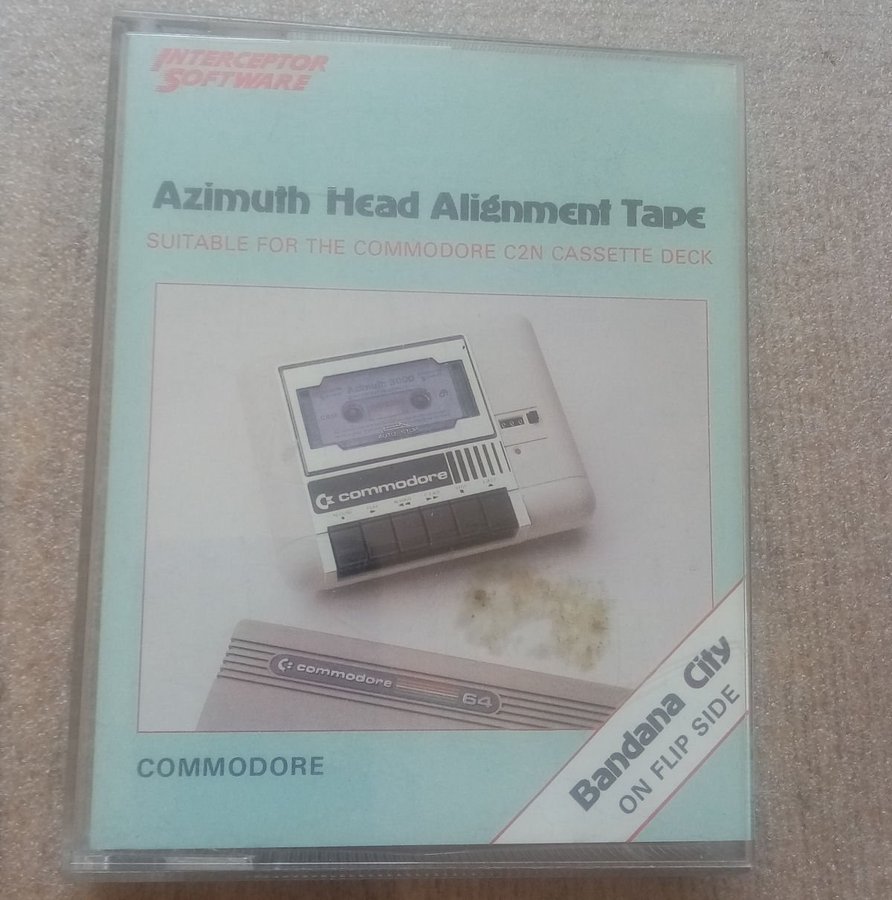 INTERCEPTOR
SOFTWARE
Azimuth Head Alignment Tape
SUITABLE FOR THE COMMODORE C2N CASSETTE DECK
Azimuth 3000
commodore
commodore
64
Bandana City
ON FLIP SIDE
COMMODORE